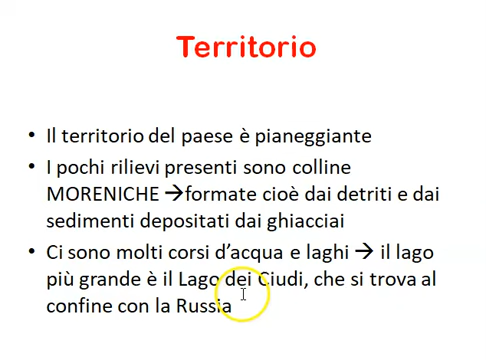 Territorio
• Il territorio del paese è pianeggiante
• I pochi rilievi presenti sono colline
MORENICHE →formate cioè dai detriti e dai
sedimenti depositati dai ghiacciai
• Ci sono molti corsi d'acqua e laghi → il lago
più grande è il Lago dei Ciudi, che si trova al
confine con la Russia